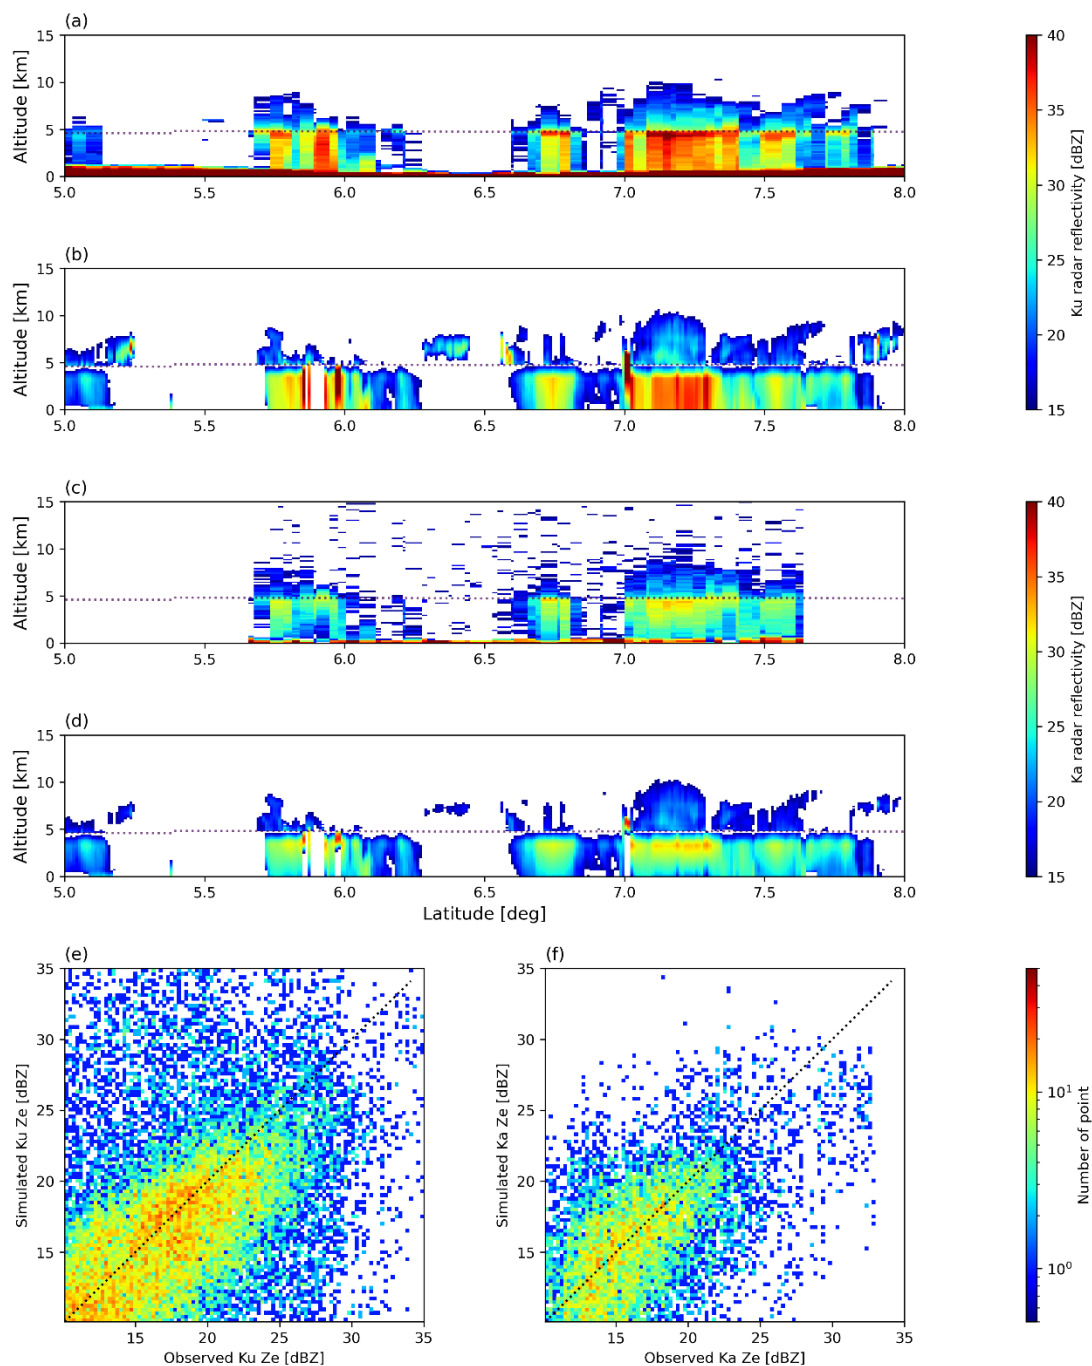 (a)
15
10
5
0
Altitude [km]
5.0 5.5 6.0 6.5 7.0 7.5 8.0
(b)
15
10
5
0
Altitude [km]
5.0 5.5 6.0 6.5 7.0 7.5 8.0
40
35
30
25
20
15
Ku radar reflectivity [dBZ]
(c)
15
10
5
0
Altitude [km]
5.0 5.5 6.0 6.5 7.0 7.5 8.0
(d)
15
10
5
0
Altitude [km]
5.0 5.5 6.0 6.5 7.0 7.5 8.0
Latitude [deg]
40
35
30
25
20
15
Ka radar reflectivity [dBZ]
(e)
35
30
25
20
15
Simulated Ku Ze [dBZ]
15 20 25 30 35
Observed Ku Ze [dBZ]
(f)
35
30
25
20
15
Simulated Ka Ze [dBZ]
15 20 25 30 35
Observed Ka Ze [dBZ]
10¹
10⁰
Number of point